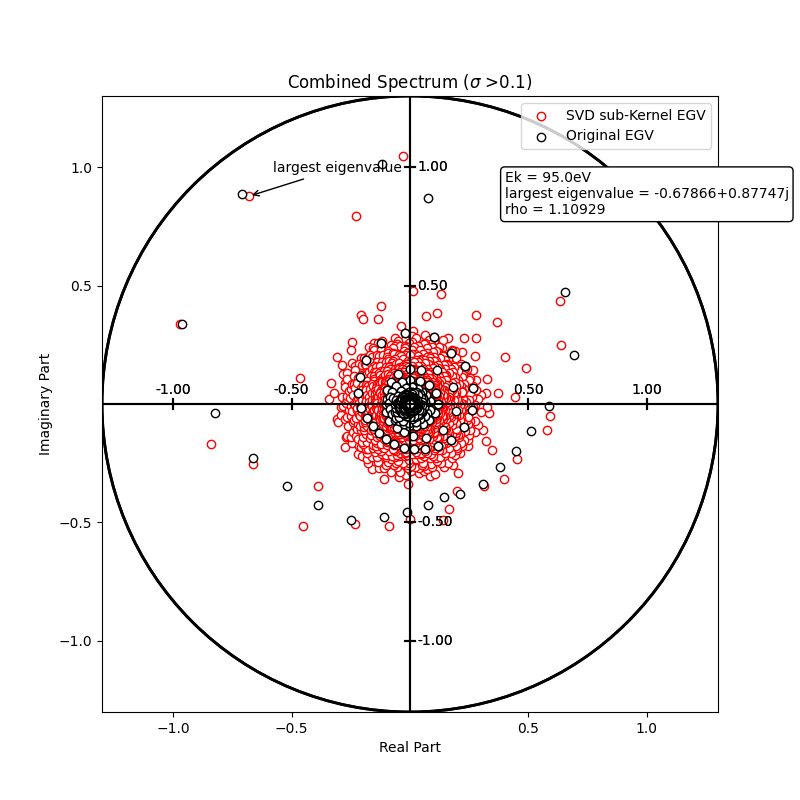 Combined Spectrum (σ >0.1)
SVD sub-Kernel EGV
Original EGV
largest eigenvalue
Ek = 95.0eV
largest eigenvalue = -0.67866+0.87747j
rho = 1.10929
1.0
0.5
0.0
−0.5
−1.0
1.00
0.50
-0.50
-1.00
-1.00
-0.50
0.50
1.00
−1.0
−0.5
0.5
1.0
Real Part
Imaginary Part